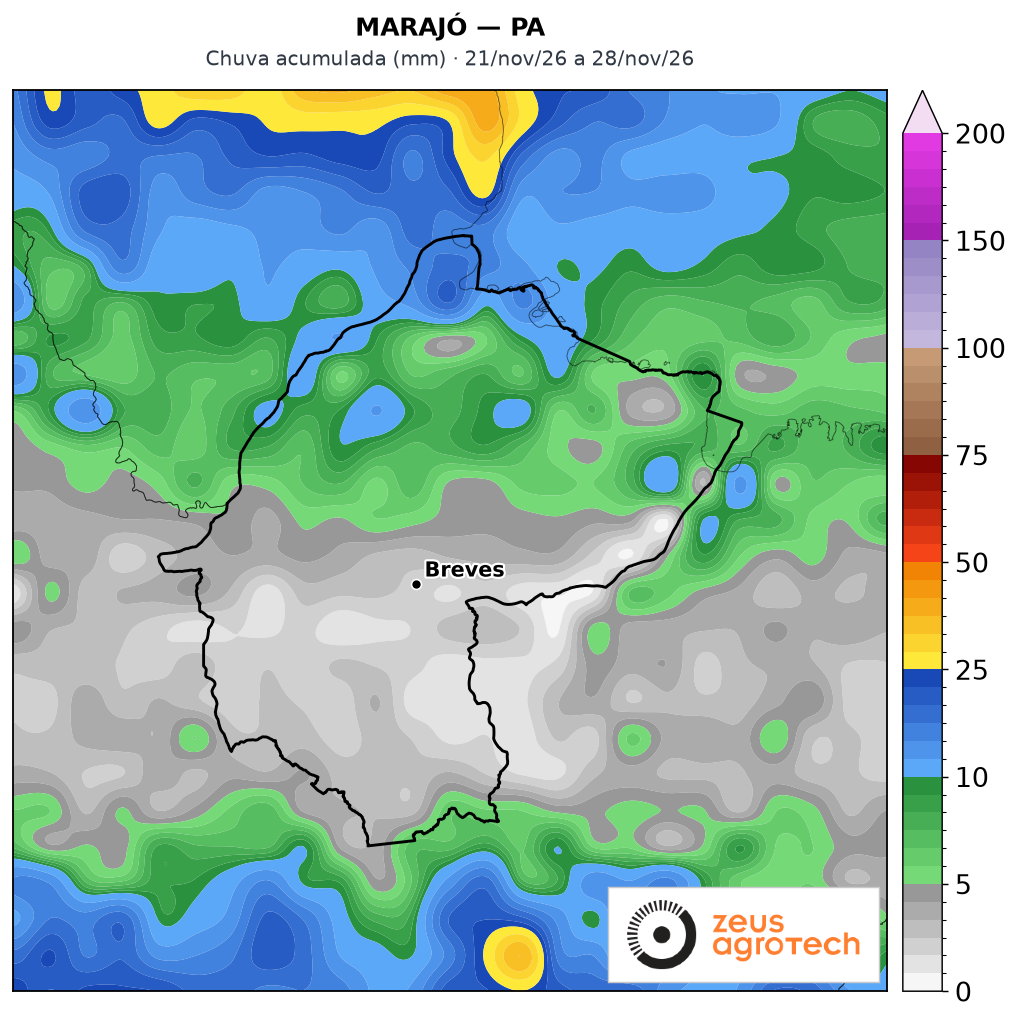 MARAJÓ — PA
Chuva acumulada (mm) · 21/nov/26 a 28/nov/26
200
150
100
75
50
25
10
5
0
Breves
zeus
agrotech